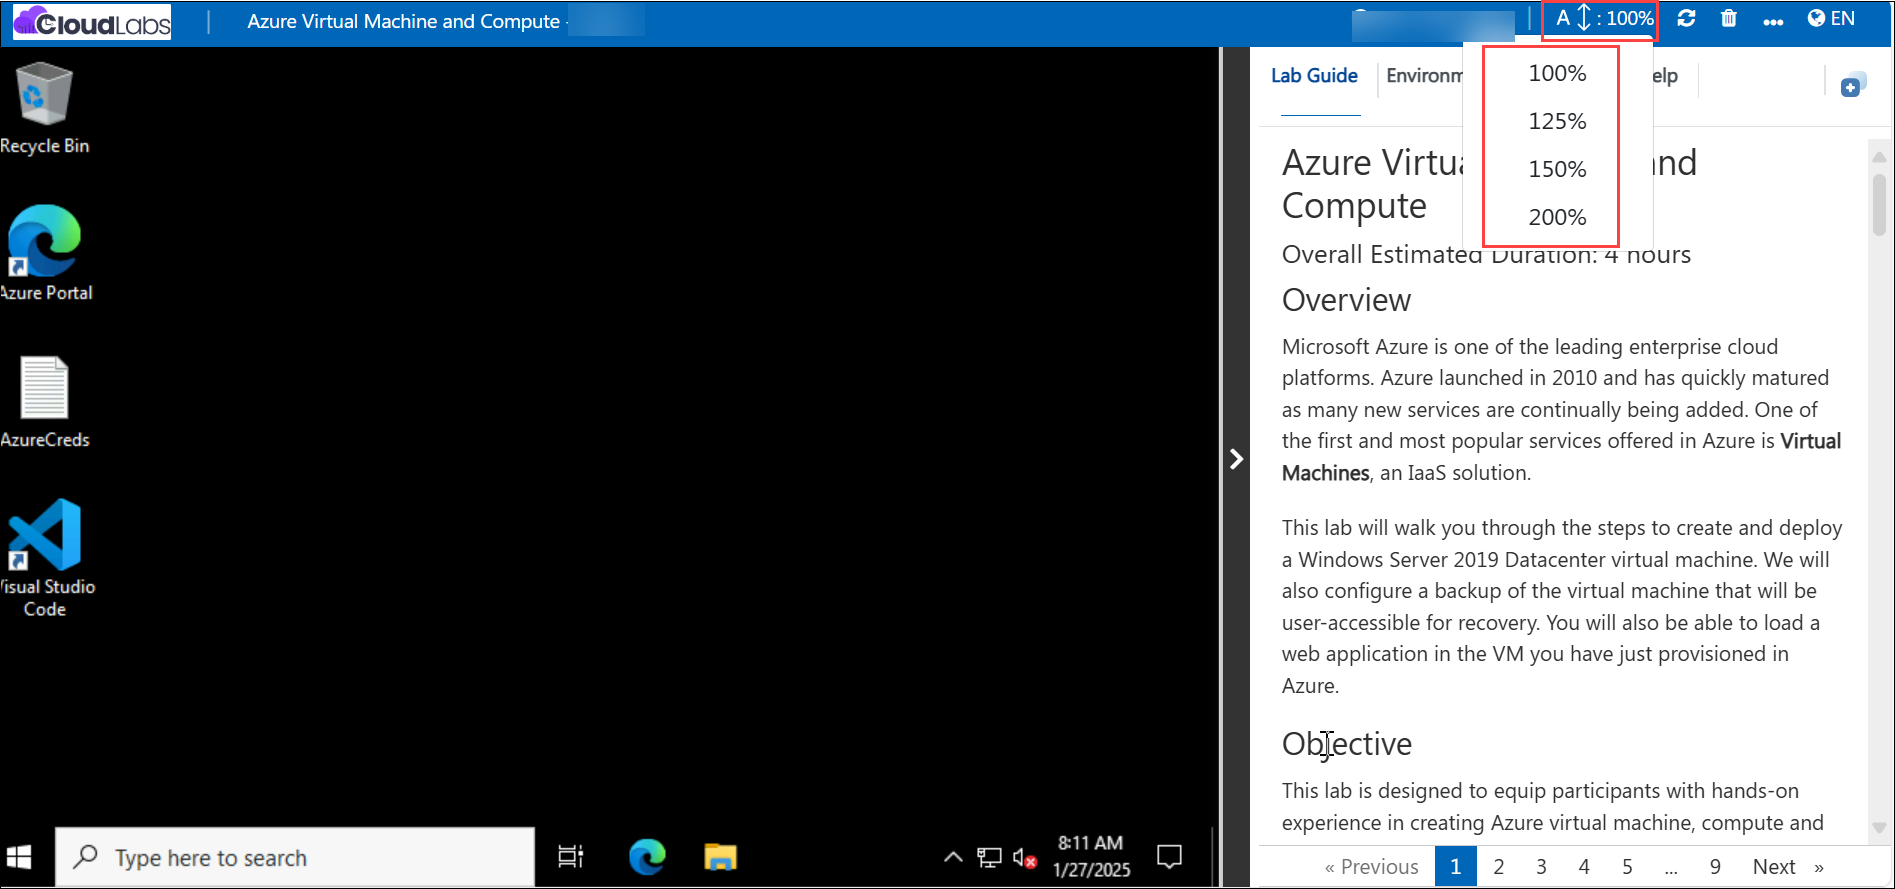 CloudLabs
Azure Virtual Machine and Compute -
A : 100%
EN
100%
125%
150%
200%
Recycle Bin
Azure Portal
AzureCreds
Visual Studio
Code
Lab Guide
Azure
and
Compute
Overall Estimated Duration: 4 hours
Overview
Microsoft Azure is one of the leading enterprise cloud
platforms. Azure launched in 2010 and has quickly matured
as many new services are continually being added. One of
the first and most popular services offered in Azure is Virtual
Machines, an IaaS solution.
This lab will walk you through the steps to create and deploy
a Windows Server 2019 Datacenter virtual machine. We will
also configure a backup of the virtual machine that will be
user-accessible for recovery. You will also be able to load a
web application in the VM you have just provisioned in
Azure.
Objective
This lab is designed to equip participants with hands-on
experience in creating Azure virtual machine, compute and
« Previous 1 2 3 4 5 ... 9 Next »
Type here to search
8:11 AM
1/27/2025